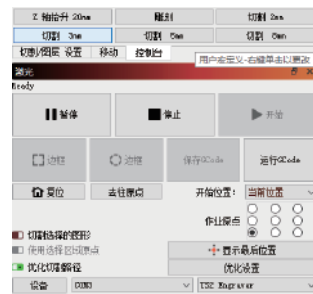 Z 轴抬升 20mm 雕刻 切割 2mm
切割 3mm 切割 5mm 切割 8mm
切割/图层 设置 移动 控制台 用户自定义-右键单击以更改
激光
Ready
暂停 停止 开始
边框 边框 保存GCode 运行GCode
复位 去往原点 开始位置： 当前位置
作业原点
切割选择的图形
使用选择区域原点 显示最后位置
优化切割路径 优化设置
设备 COM3 TS2 Engraver